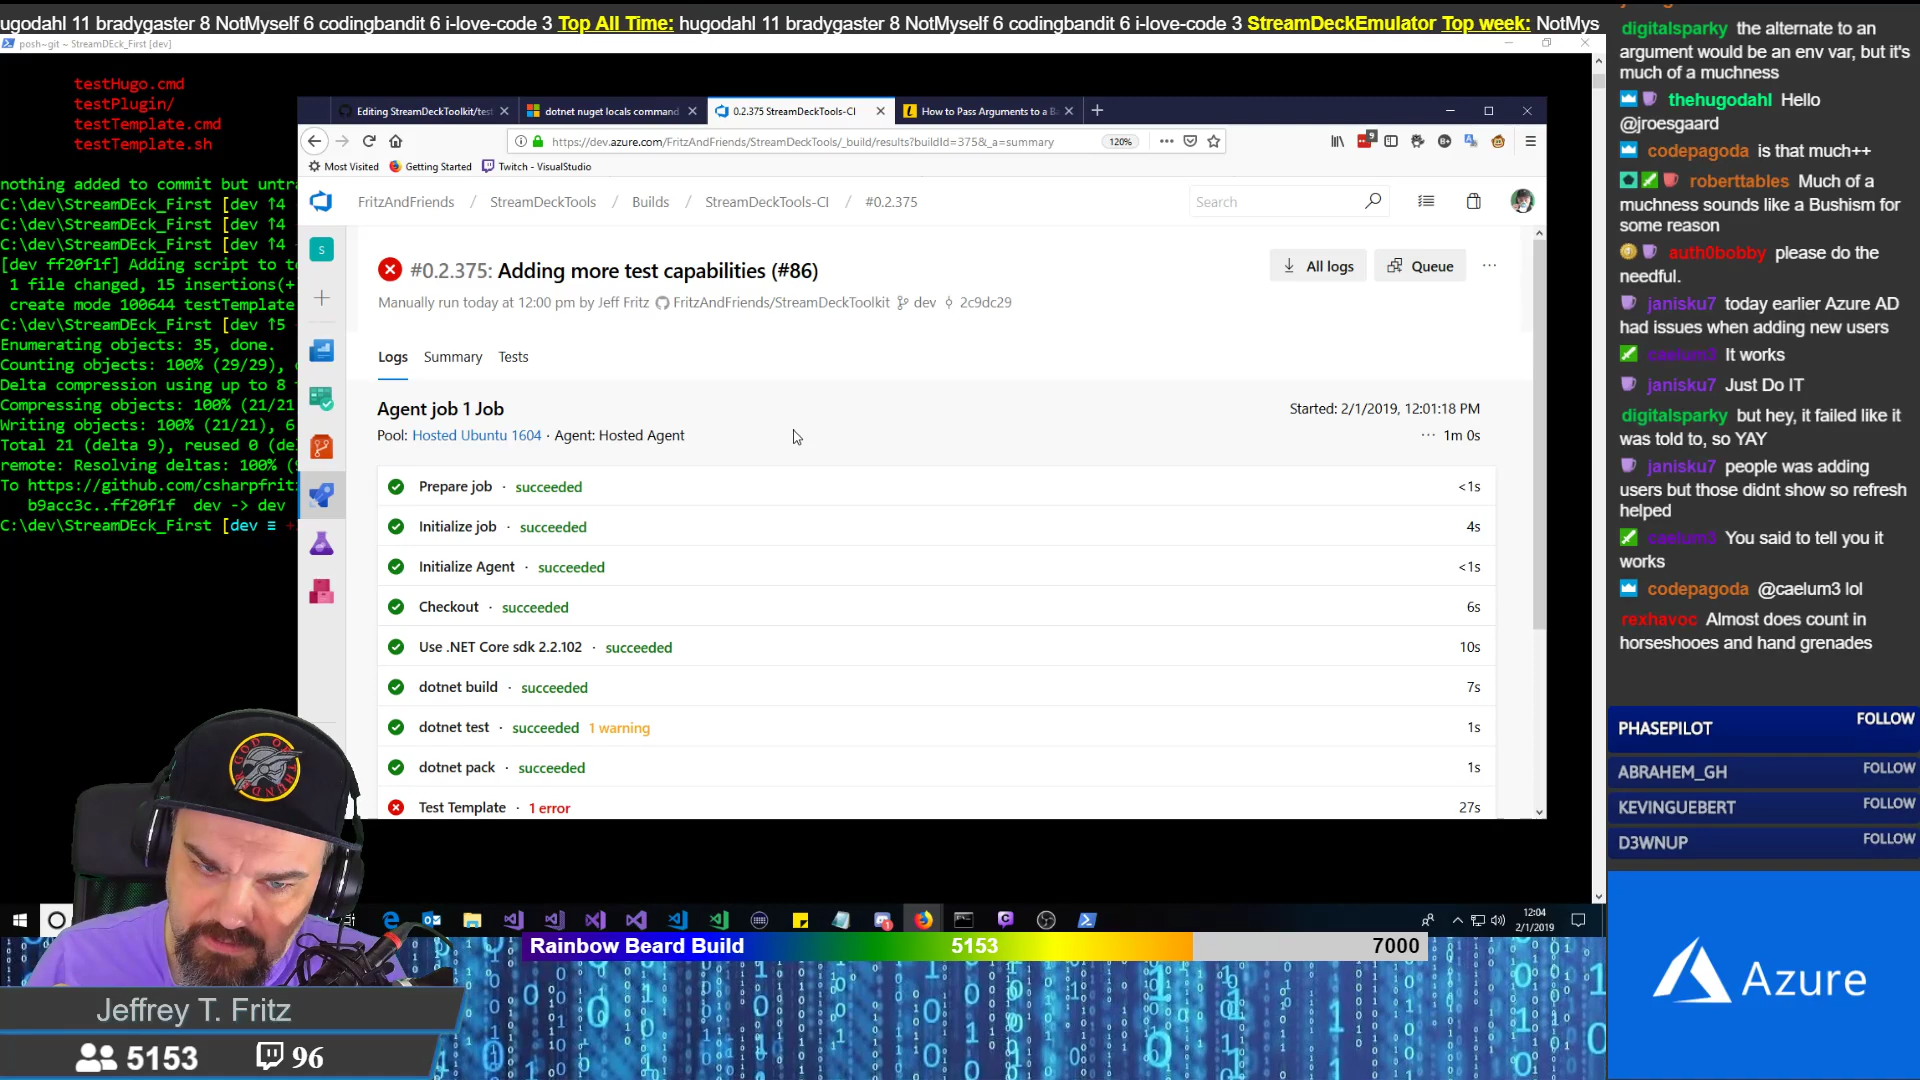 ugodahl 11 bradygaster 8 NotMyself 6 codingbandit 6 i-love-code 3 Top All Time: hugodahl 11 bradygaster 8 NotMyself 6 codingbandit 6 i-love-code 3 StreamDeckEmulator Top week: NotMys
posh~git ~ StreamDEck_First [dev]
testHugo.cmd
testPlugin/
testTemplate.cmd
testTemplate.sh
nothing added to commit but untra
C:\dev\StreamDEck_First [dev ↑4
C:\dev\StreamDEck_First [dev ↑4
C:\dev\StreamDEck_First [dev ↑4
[dev ff20f1f] Adding script to t
1 file changed, 15 insertions(+
create mode 100644 testTemplate
C:\dev\StreamDEck_First [dev ↑5
Enumerating objects: 35, done.
Counting objects: 100% (29/29),
Delta compression using up to 8
Compressing objects: 100% (21/21
Writing objects: 100% (21/21), 6
Total 21 (delta 9), reused 0 (de
remote: Resolving deltas: 100% (
To https://github.com/csharpfrit
b9acc3c..ff20f1f dev -> dev
C:\dev\StreamDEck_First [dev ≡ +
Editing StreamDeckToolkit/test
dotnet nuget locals command
0.2.375 StreamDeckTools-CI
How to Pass Arguments to a Ba
https://dev.azure.com/FritzAndFriends/StreamDeckTools/_build/results?buildId=375&_a=summary
120%
Most Visited
Getting Started
Twitch - VisualStudio
FritzAndFriends / StreamDeckTools / Builds / StreamDeckTools-CI / #0.2.375
Search
S
#0.2.375: Adding more test capabilities (#86)
All logs
Queue
Manually run today at 12:00 pm by Jeff Fritz FritzAndFriends/StreamDeckToolkit dev 2c9dc29
Logs
Summary
Tests
Agent job 1 Job
Started: 2/1/2019, 12:01:18 PM
Pool: Hosted Ubuntu 1604 · Agent: Hosted Agent
··· 1m 0s
Prepare job · succeeded <1s
Initialize job · succeeded 4s
Initialize Agent · succeeded <1s
Checkout · succeeded 6s
Use .NET Core sdk 2.2.102 · succeeded 10s
dotnet build · succeeded 7s
dotnet test · succeeded 1 warning 1s
dotnet pack · succeeded 1s
Test Template · 1 error 27s
digitalsparky the alternate to an
argument would be an env var, but it's
much of a muchness
thehugodahl Hello
@jroesgaard
codepagoda is that much++
roberttables Much of a
muchness sounds like a Bushism for
some reason
auth0bobby please do the
needful.
janisku7 today earlier Azure AD
had issues when adding new users
caelum3 It works
janisku7 Just Do IT
digitalsparky but hey, it failed like it
was told to, so YAY
janisku7 people was adding
users but those didnt show so refresh
helped
caelum3 You said to tell you it
works
codepagoda @caelum3 lol
rexhavoc Almost does count in
horseshooes and hand grenades
PHASEPILOT FOLLOW
ABRAHEM_GH FOLLOW
KEVINGUEBERT FOLLOW
D3WNUP FOLLOW
12:04
2/1/2019
Rainbow Beard Build 5153 7000
Jeffrey T. Fritz
5153 96
Azure